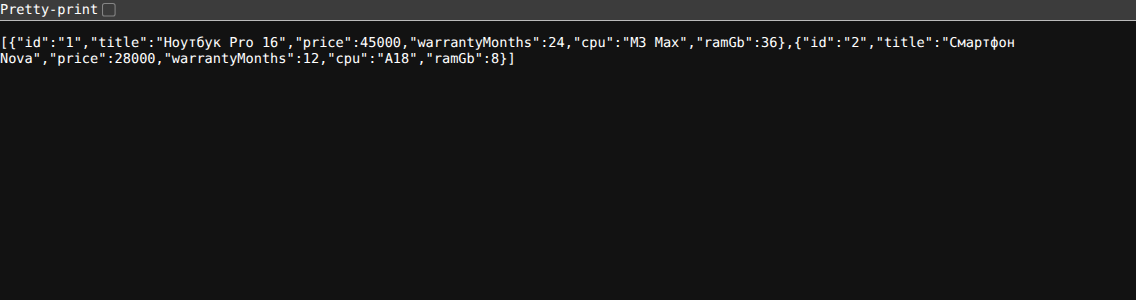 Pretty-print
[{"id":"1","title":"Ноутбук Pro 16","price":45000,"warrantyMonths":24,"cpu":"M3 Max","ramGb":36},{"id":"2","title":"Смартфон
Nova","price":28000,"warrantyMonths":12,"cpu":"A18","ramGb":8}]